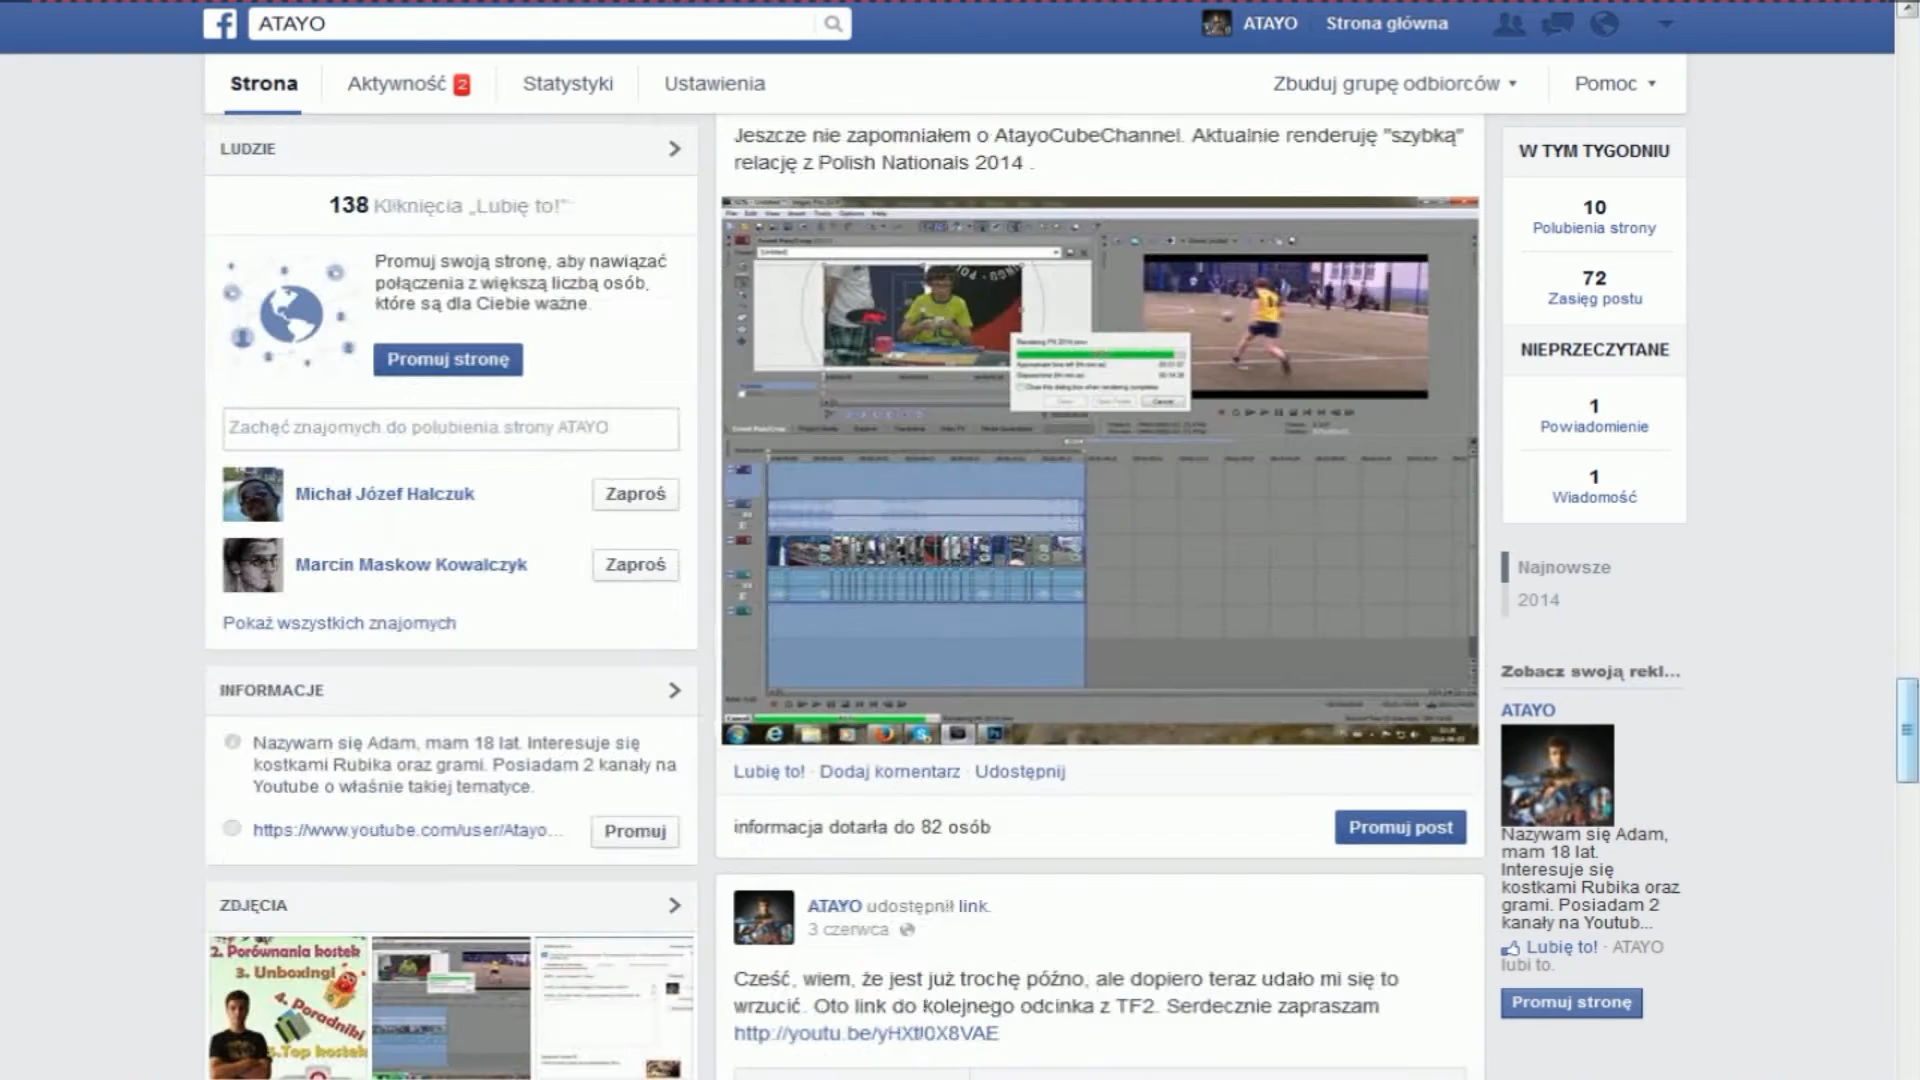 ATAYO
ATAYO
Strona główna
Strona
Aktywność 2
Statystyki
Ustawienia
Zbuduj grupę odbiorców
Pomoc
LUDZIE
138 Kliknięcia „Lubię to!”
Promuj swoją stronę, aby nawiązać
połączenia z większą liczbą osób,
które są dla Ciebie ważne.
Promuj stronę
Zachęć znajomych do polubienia strony ATAYO
Michał Józef Halczuk
Zaproś
Marcin Maskow Kowalczyk
Zaproś
Pokaż wszystkich znajomych
INFORMACJE
Nazywam się Adam, mam 18 lat. Interesuje się
kostkami Rubika oraz grami. Posiadam 2 kanały na
Youtube o właśnie takiej tematyce.
https://www.youtube.com/user/Atayo...
Promuj
ZDJĘCIA
2. Porównania kostek
3. Unboxingi
4. Poradniki
5.Top kostek
Jeszcze nie zapomniałem o AtayoCubeChannel. Aktualnie renderuję "szybką"
relację z Polish Nationals 2014 .
Lubię to! · Dodaj komentarz · Udostępnij
informacja dotarła do 82 osób
Promuj post
ATAYO udostępnił link.
3 czerwca
Cześć, wiem, że jest już trochę późno, ale dopiero teraz udało mi się to
wrzucić. Oto link do kolejnego odcinka z TF2. Serdecznie zapraszam
http://youtu.be/yHXtI0X8VAE
W TYM TYGODNIU
10
Polubienia strony
72
Zasięg postu
NIEPRZECZYTANE
1
Powiadomienie
1
Wiadomość
Najnowsze
2014
Zobacz swoją rekl...
ATAYO
Nazywam się Adam,
mam 18 lat.
Interesuje się
kostkami Rubika oraz
grami. Posiadam 2
kanały na Youtub...
Lubię to! · ATAYO
lubi to.
Promuj stronę